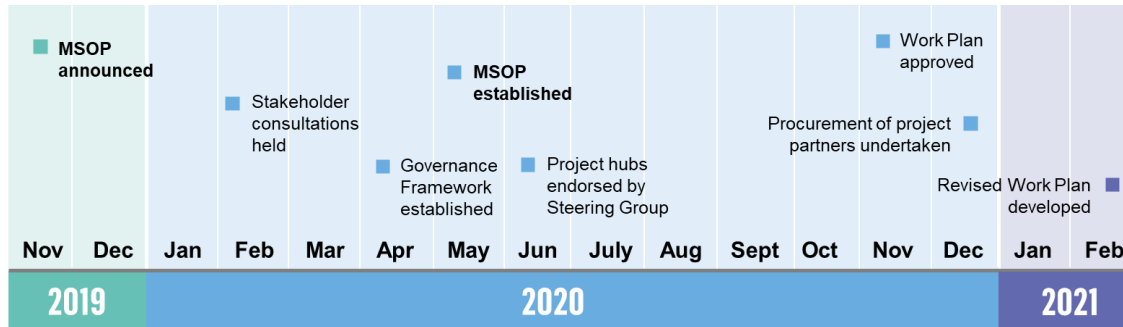 MSOP
announced
Stakeholder
consultations
held
Governance
Framework
established
MSOP
established
Project hubs
endorsed by
Steering Group
Work Plan
approved
Procurement of project
partners undertaken
Revised Work Plan
developed
Nov Dec Jan Feb Mar Apr May Jun July Aug Sept Oct Nov Dec Jan Feb
2019 2020 2021